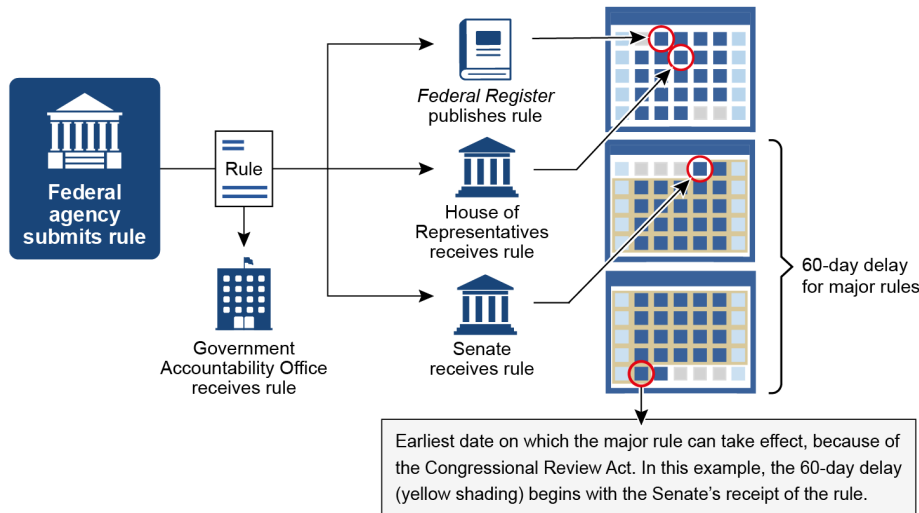 Federal
agency
submits rule
Rule
Government
Accountability Office
receives rule
Federal Register
publishes rule
House of
Representatives
receives rule
Senate
receives rule
60-day delay
for major rules
Earliest date on which the major rule can take effect, because of
the Congressional Review Act. In this example, the 60-day delay
(yellow shading) begins with the Senate’s receipt of the rule.